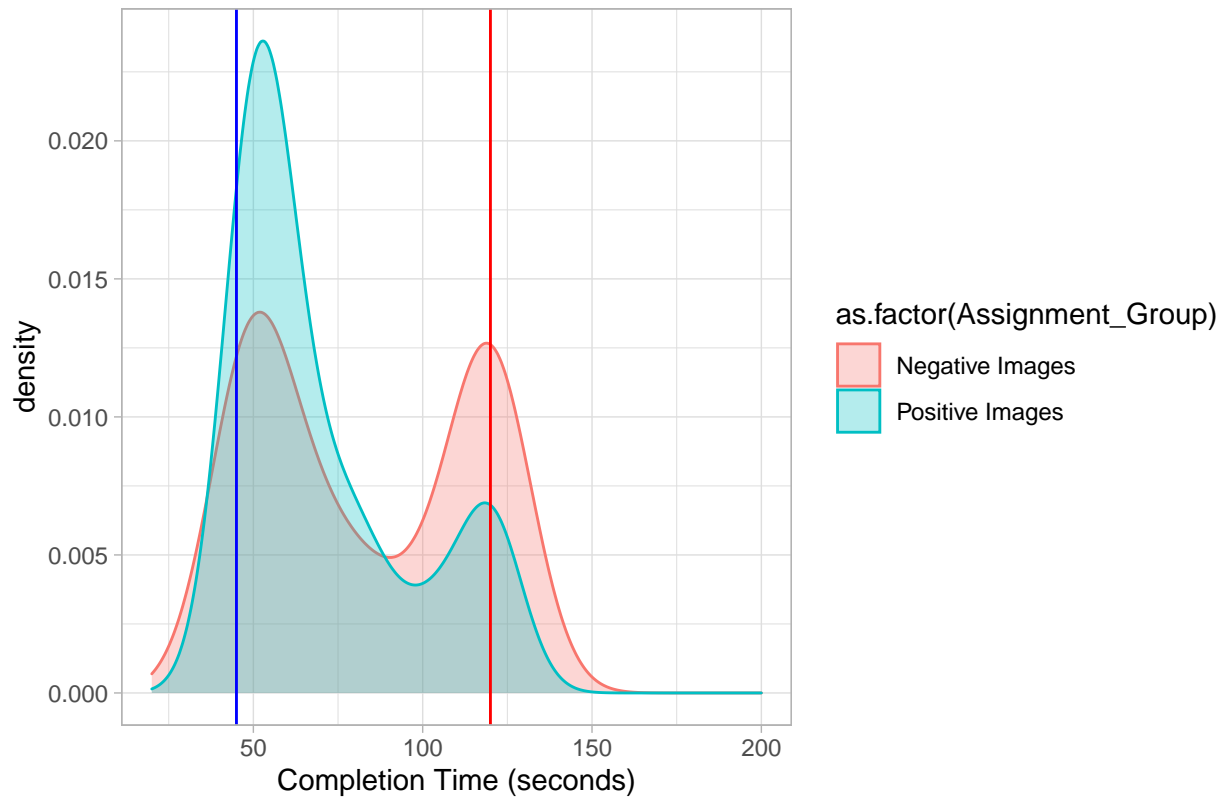 0.020
0.015
0.010
0.005
0.000
density
50 100 150 200
Completion Time (seconds)
as.factor(Assignment_Group)
Negative Images
Positive Images